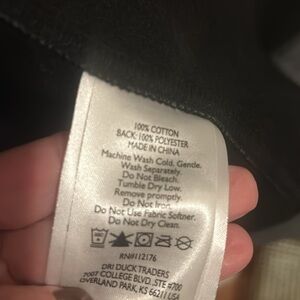 100% COTTON
BACK: 100% POLYESTER
MADE IN CHINA
Machine Wash Cold. Gentle.
Wash Separately.
Do Not Bleach.
Tumble Dry Low.
Remove promptly.
Do Not Iron.
Do Not Use Fabric Softner.
Do Not Dry Clean.
RN#112176
DRI DUCK TRADERS
7007 COLLEGE BLVD. STE #700
OVERLAND PARK, KS 66211 USA